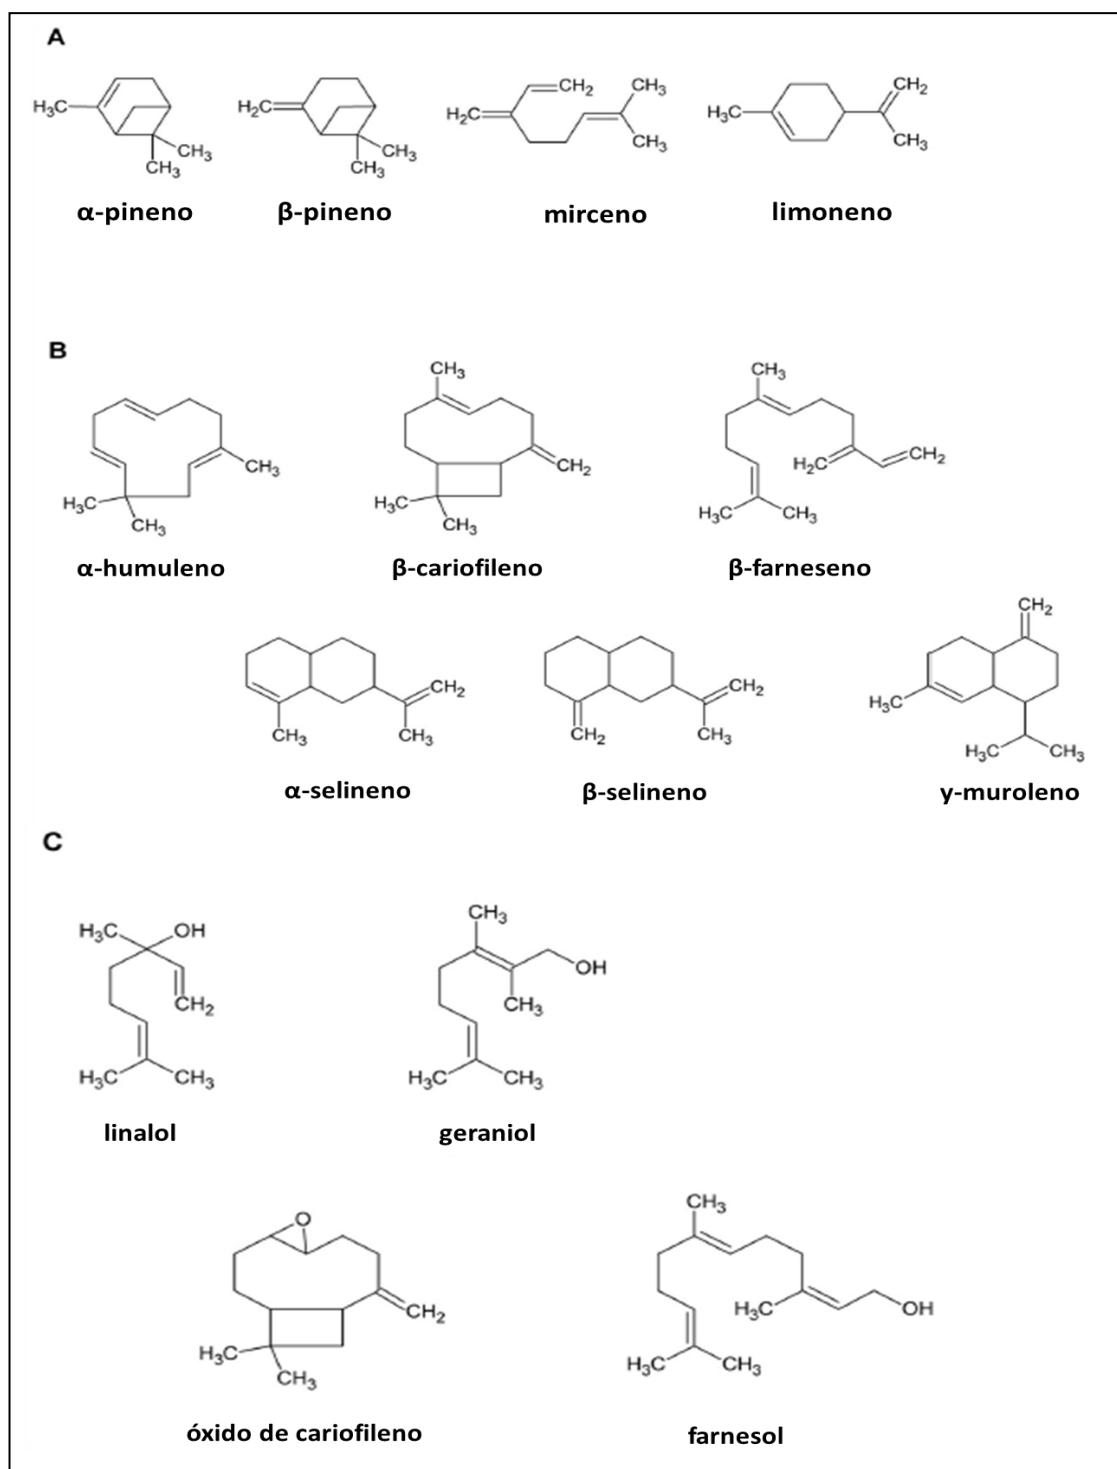 A
H₃C CH₃ CH₃
H₂C CH₃ CH₃
H₂C CH₂ CH₃ CH₃
H₃C CH₂ CH₃
α-pineno β-pineno mirceno limoneno
B
CH₃ H₃C CH₃
CH₃ CH₂ H₃C CH₃
CH₃ H₂C CH₂ H₃C CH₃
α-humuleno β-cariofileno β-farneseno
CH₂ CH₃ CH₃
CH₂ CH₂ CH₃
CH₂ H₃C H₃C CH₃
α-selineno β-selineno γ-muroleno
C
H₃C OH CH₂ H₃C CH₃
CH₃ OH CH₃ H₃C CH₃
linalol geraniol
O CH₂ H₃C CH₃
CH₃ H₃C OH H₃C CH₃
óxido de cariofileno farnesol